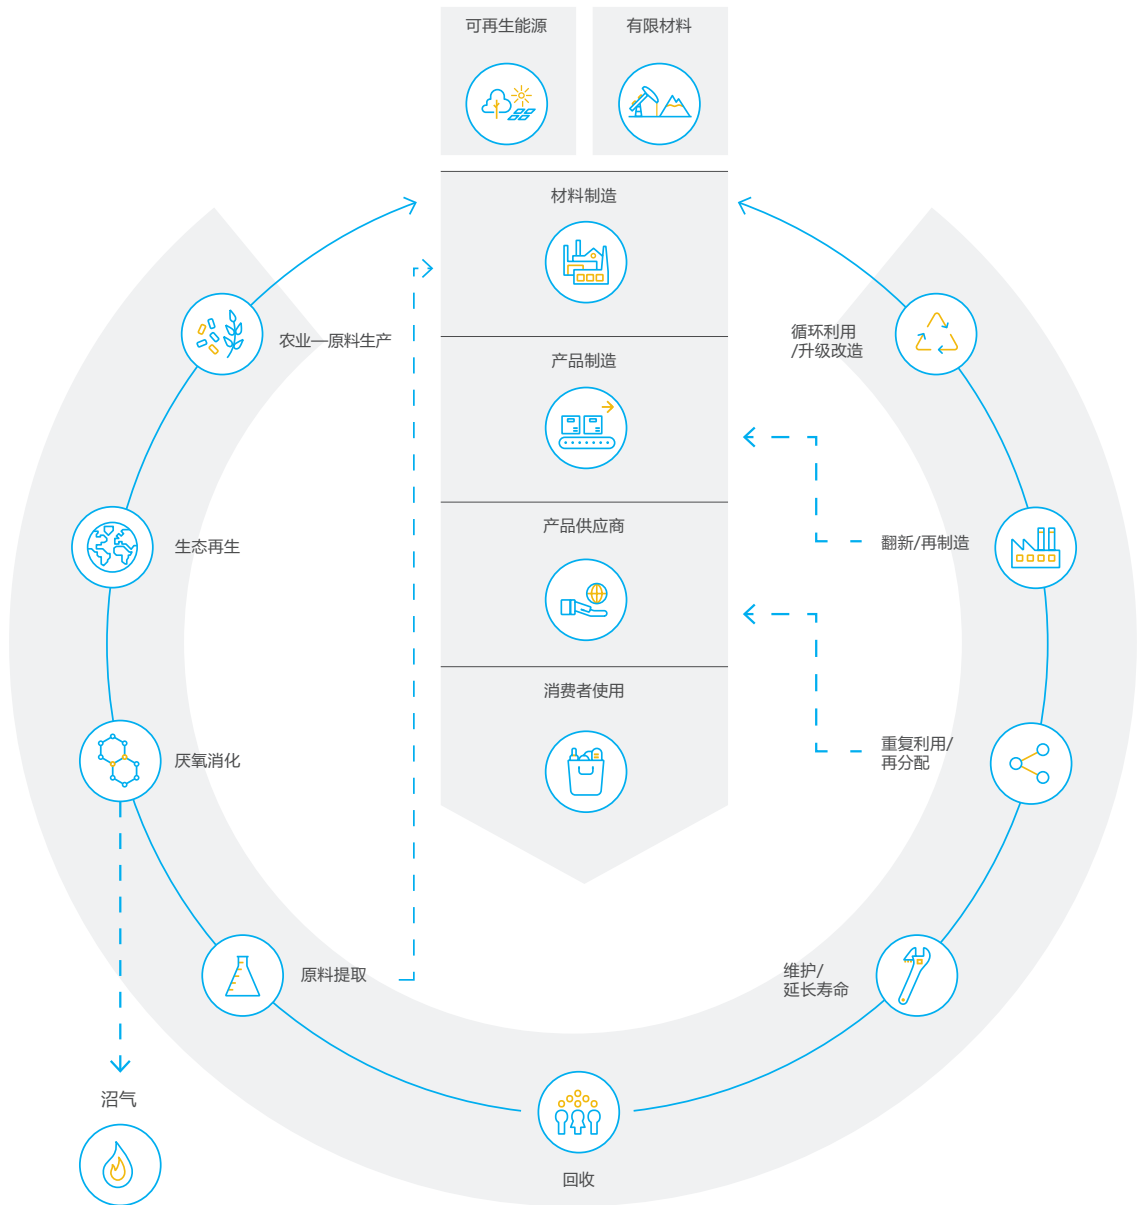 可再生能源
有限材料
材料制造
农业—原料生产
循环利用
/升级改造
产品制造
产品供应商
生态再生
翻新/再制造
消费者使用
厌氧消化
重复利用/
再分配
原料提取
维护/
延长寿命
沼气
回收